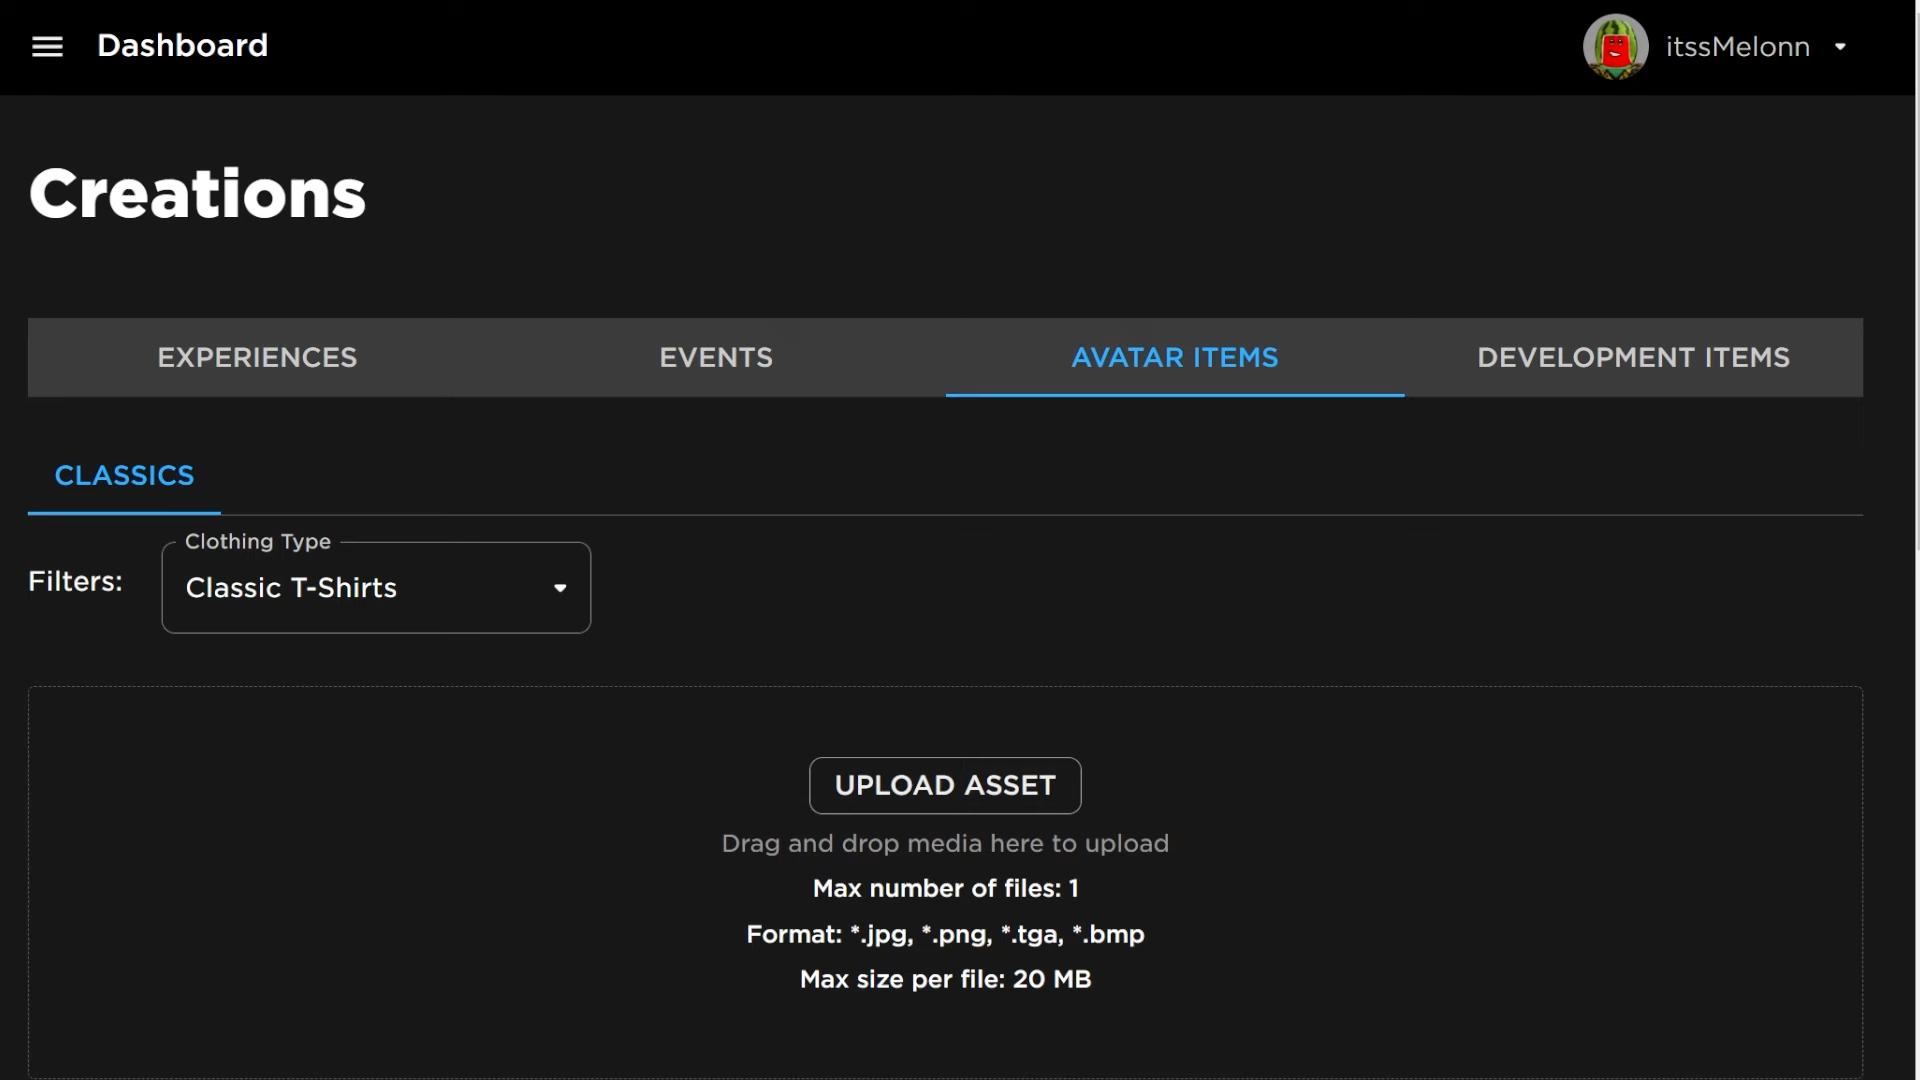 Dashboard
itssMelonn
Creations
EXPERIENCES
EVENTS
AVATAR ITEMS
DEVELOPMENT ITEMS
CLASSICS
Clothing Type
Filters:
Classic T-Shirts
UPLOAD ASSET
Drag and drop media here to upload
Max number of files: 1
Format: *.jpg, *.png, *.tga, *.bmp
Max size per file: 20 MB